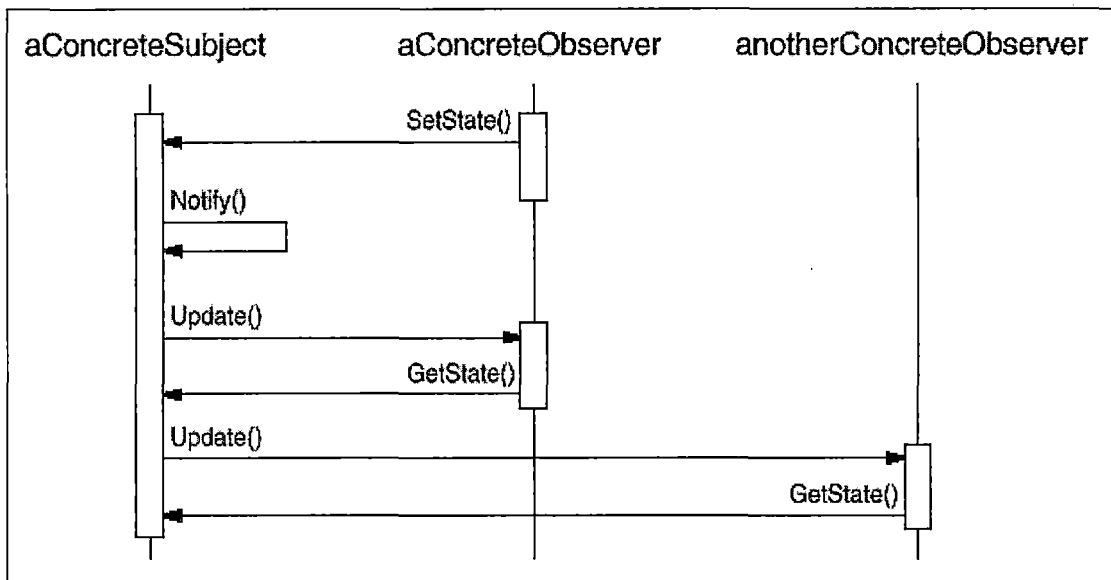 aConcreteSubject aConcreteObserver anotherConcreteObserver
SetState()
Notify()
Update()
GetState()
Update()
GetState()